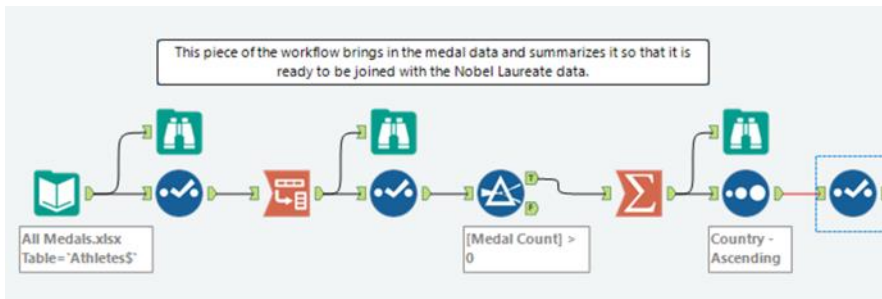 This piece of the workflow brings in the medal data and summarizes it so that it is
ready to be joined with the Nobel Laureate data.
T
F
All Medals.xlsx
Table=`Athletes$`
[Medal Count] >
0
Country -
Ascending